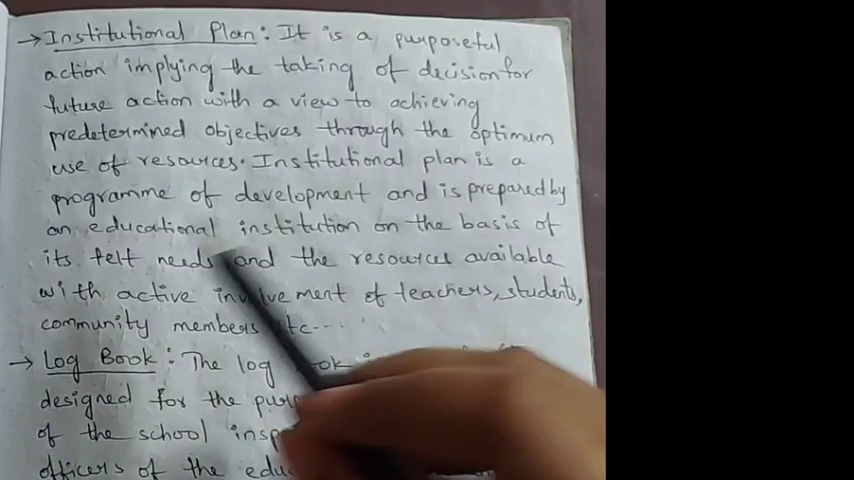 → Institutional Plan: It is a purposeful
action implying the taking of decision for
future action with a view to achieving
predetermined objectives through the optimum
use of resources. Institutional plan is a
programme of development and is prepared by
an educational institution on the basis of
its felt needs and the resources available
with active involvement of teachers, students,
community members etc....
→ Log Book: The log book
designed for the
of the school
officers of the